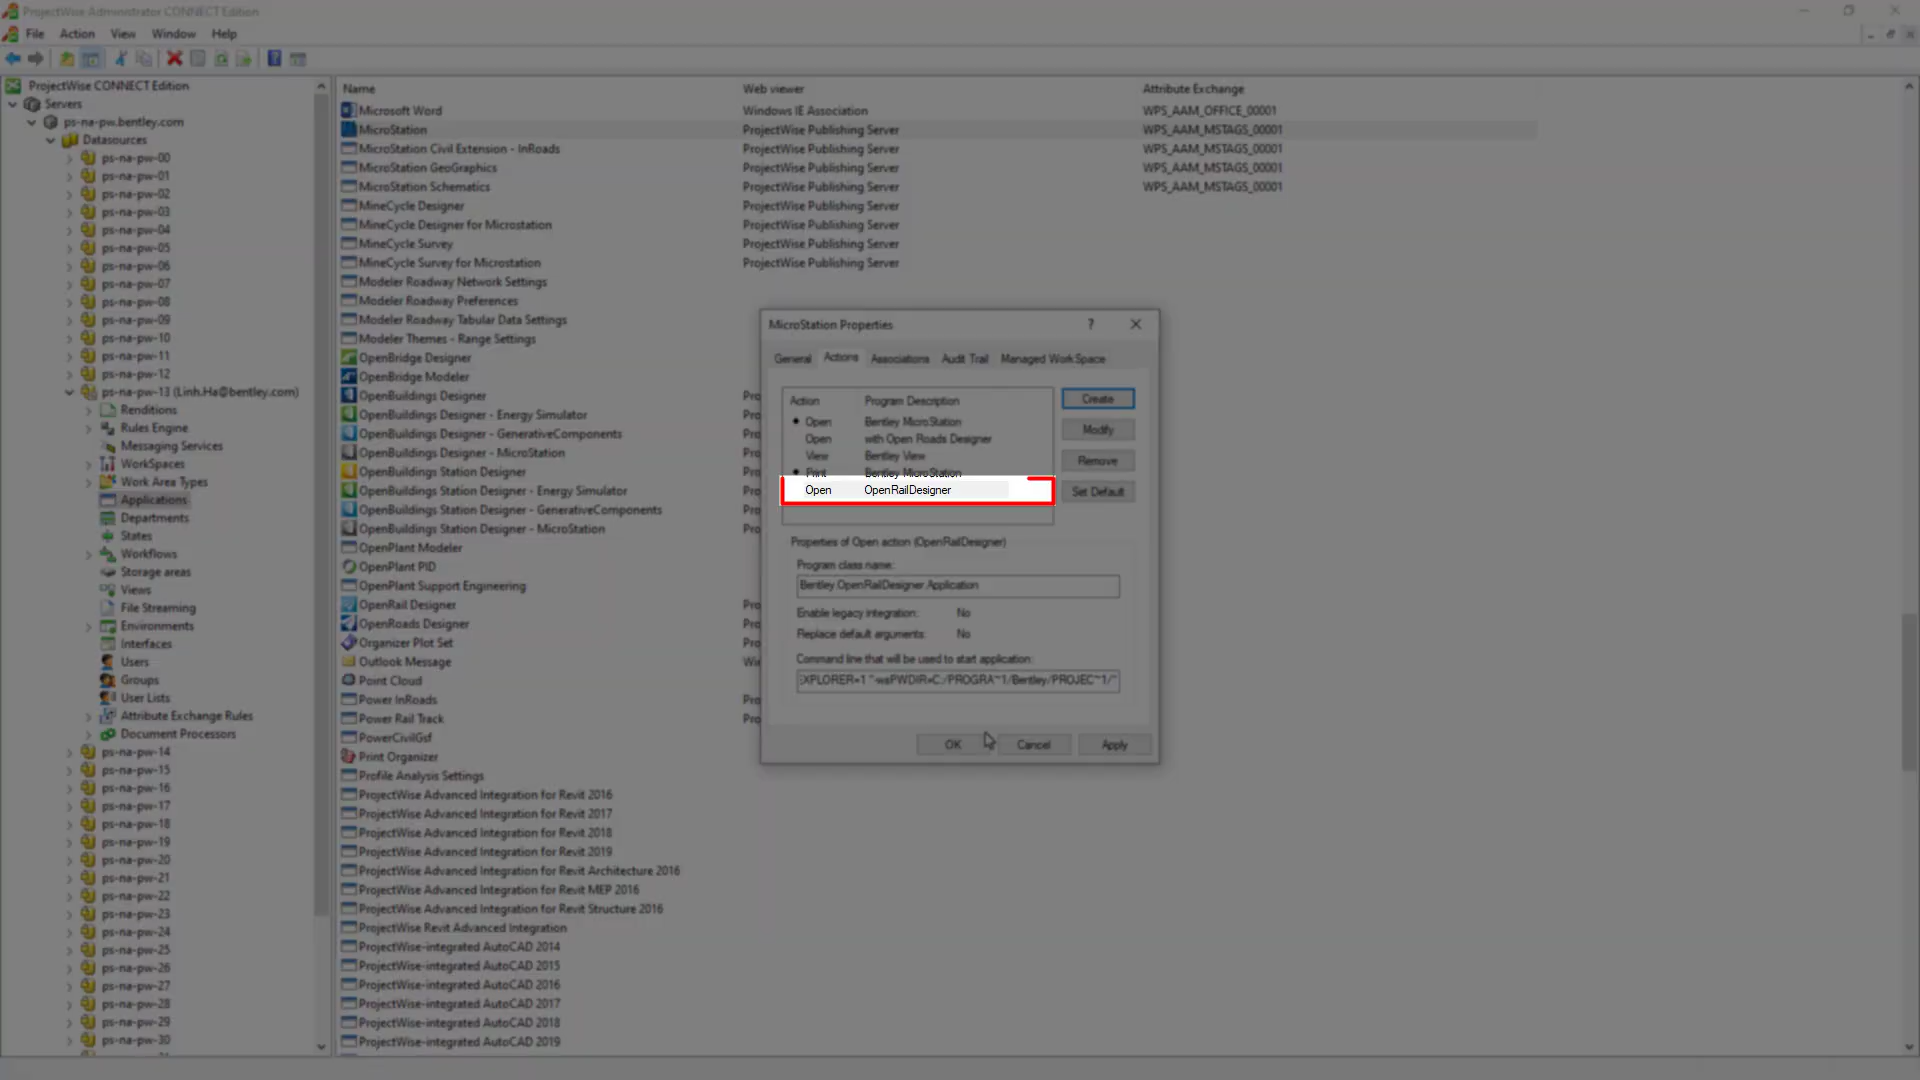 ProjectWise Administrator CONNECT Edition
File Action View Window Help
ProjectWise CONNECT Edition
Servers
ps-na-pw.bentley.com
Datasources
ps-na-pw-00
ps-na-pw-01
ps-na-pw-02
ps-na-pw-03
ps-na-pw-04
ps-na-pw-05
ps-na-pw-06
ps-na-pw-07
ps-na-pw-08
ps-na-pw-09
ps-na-pw-10
ps-na-pw-11
ps-na-pw-12
ps-na-pw-13 (Linh.Ha@bentley.com)
Renditions
Rules Engine
Messaging Services
WorkSpaces
Work Area Types
Applications
Departments
States
Workflows
Storage areas
Views
File Streaming
Environments
Interfaces
Users
Groups
User Lists
Attribute Exchange Rules
Document Processors
ps-na-pw-14
ps-na-pw-15
ps-na-pw-16
ps-na-pw-17
ps-na-pw-18
ps-na-pw-19
ps-na-pw-20
ps-na-pw-21
ps-na-pw-22
ps-na-pw-23
ps-na-pw-24
ps-na-pw-25
ps-na-pw-26
ps-na-pw-27
ps-na-pw-28
ps-na-pw-29
ps-na-pw-30
Name Web viewer Attribute Exchange
Microsoft Word Windows IE Association WPS_AAM_OFFICE_00001
MicroStation ProjectWise Publishing Server WPS_AAM_MSTAGS_00001
MicroStation Civil Extension - InRoads ProjectWise Publishing Server WPS_AAM_MSTAGS_00001
MicroStation GeoGraphics ProjectWise Publishing Server WPS_AAM_MSTAGS_00001
MicroStation Schematics ProjectWise Publishing Server WPS_AAM_MSTAGS_00001
MineCycle Designer ProjectWise Publishing Server
MineCycle Designer for Microstation ProjectWise Publishing Server
MineCycle Survey ProjectWise Publishing Server
MineCycle Survey for Microstation ProjectWise Publishing Server
Modeler Roadway Network Settings
Modeler Roadway Preferences
Modeler Roadway Tabular Data Settings
Modeler Themes - Range Settings
OpenBridge Designer
OpenBridge Modeler
OpenBuildings Designer Pro
OpenBuildings Designer - Energy Simulator Pro
OpenBuildings Designer - GenerativeComponents Pro
OpenBuildings Designer - MicroStation Pro
OpenBuildings Station Designer Pro
OpenBuildings Station Designer - Energy Simulator Pro
OpenBuildings Station Designer - GenerativeComponents Pro
OpenBuildings Station Designer - MicroStation Pro
OpenPlant Modeler
OpenPlant PID
OpenPlant Support Engineering
OpenRail Designer Pro
OpenRoads Designer Pro
Organizer Plot Set Pro
Outlook Message Wi
Point Cloud
Power InRoads Pro
Power Rail Track Pro
PowerCivilGsf
Print Organizer
Profile Analysis Settings
ProjectWise Advanced Integration for Revit 2016
ProjectWise Advanced Integration for Revit 2017
ProjectWise Advanced Integration for Revit 2018
ProjectWise Advanced Integration for Revit 2019
ProjectWise Advanced Integration for Revit Architecture 2016
ProjectWise Advanced Integration for Revit MEP 2016
ProjectWise Advanced Integration for Revit Structure 2016
ProjectWise Revit Advanced Integration
ProjectWise-integrated AutoCAD 2014
ProjectWise-integrated AutoCAD 2015
ProjectWise-integrated AutoCAD 2016
ProjectWise-integrated AutoCAD 2017
ProjectWise-integrated AutoCAD 2018
ProjectWise-integrated AutoCAD 2019
MicroStation Properties ?
General Actions Associations Audit Trail Managed WorkSpace
Action Program Description Create
Open Bentley MicroStation
Open with Open Roads Designer Modify
View Bentley View
Print Bentley MicroStation Remove
Open OpenRailDesigner Set Default
Properties of Open action (OpenRailDesigner)
Program class name:
Bentley.OpenRailDesigner.Application
Enable legacy integration: No
Replace default arguments: No
Command line that will be used to start application:
XPLORER=1 "-wsPWDIR=C:/PROGRA~1/Bentley/PROJEC~1/"
OK Cancel Apply